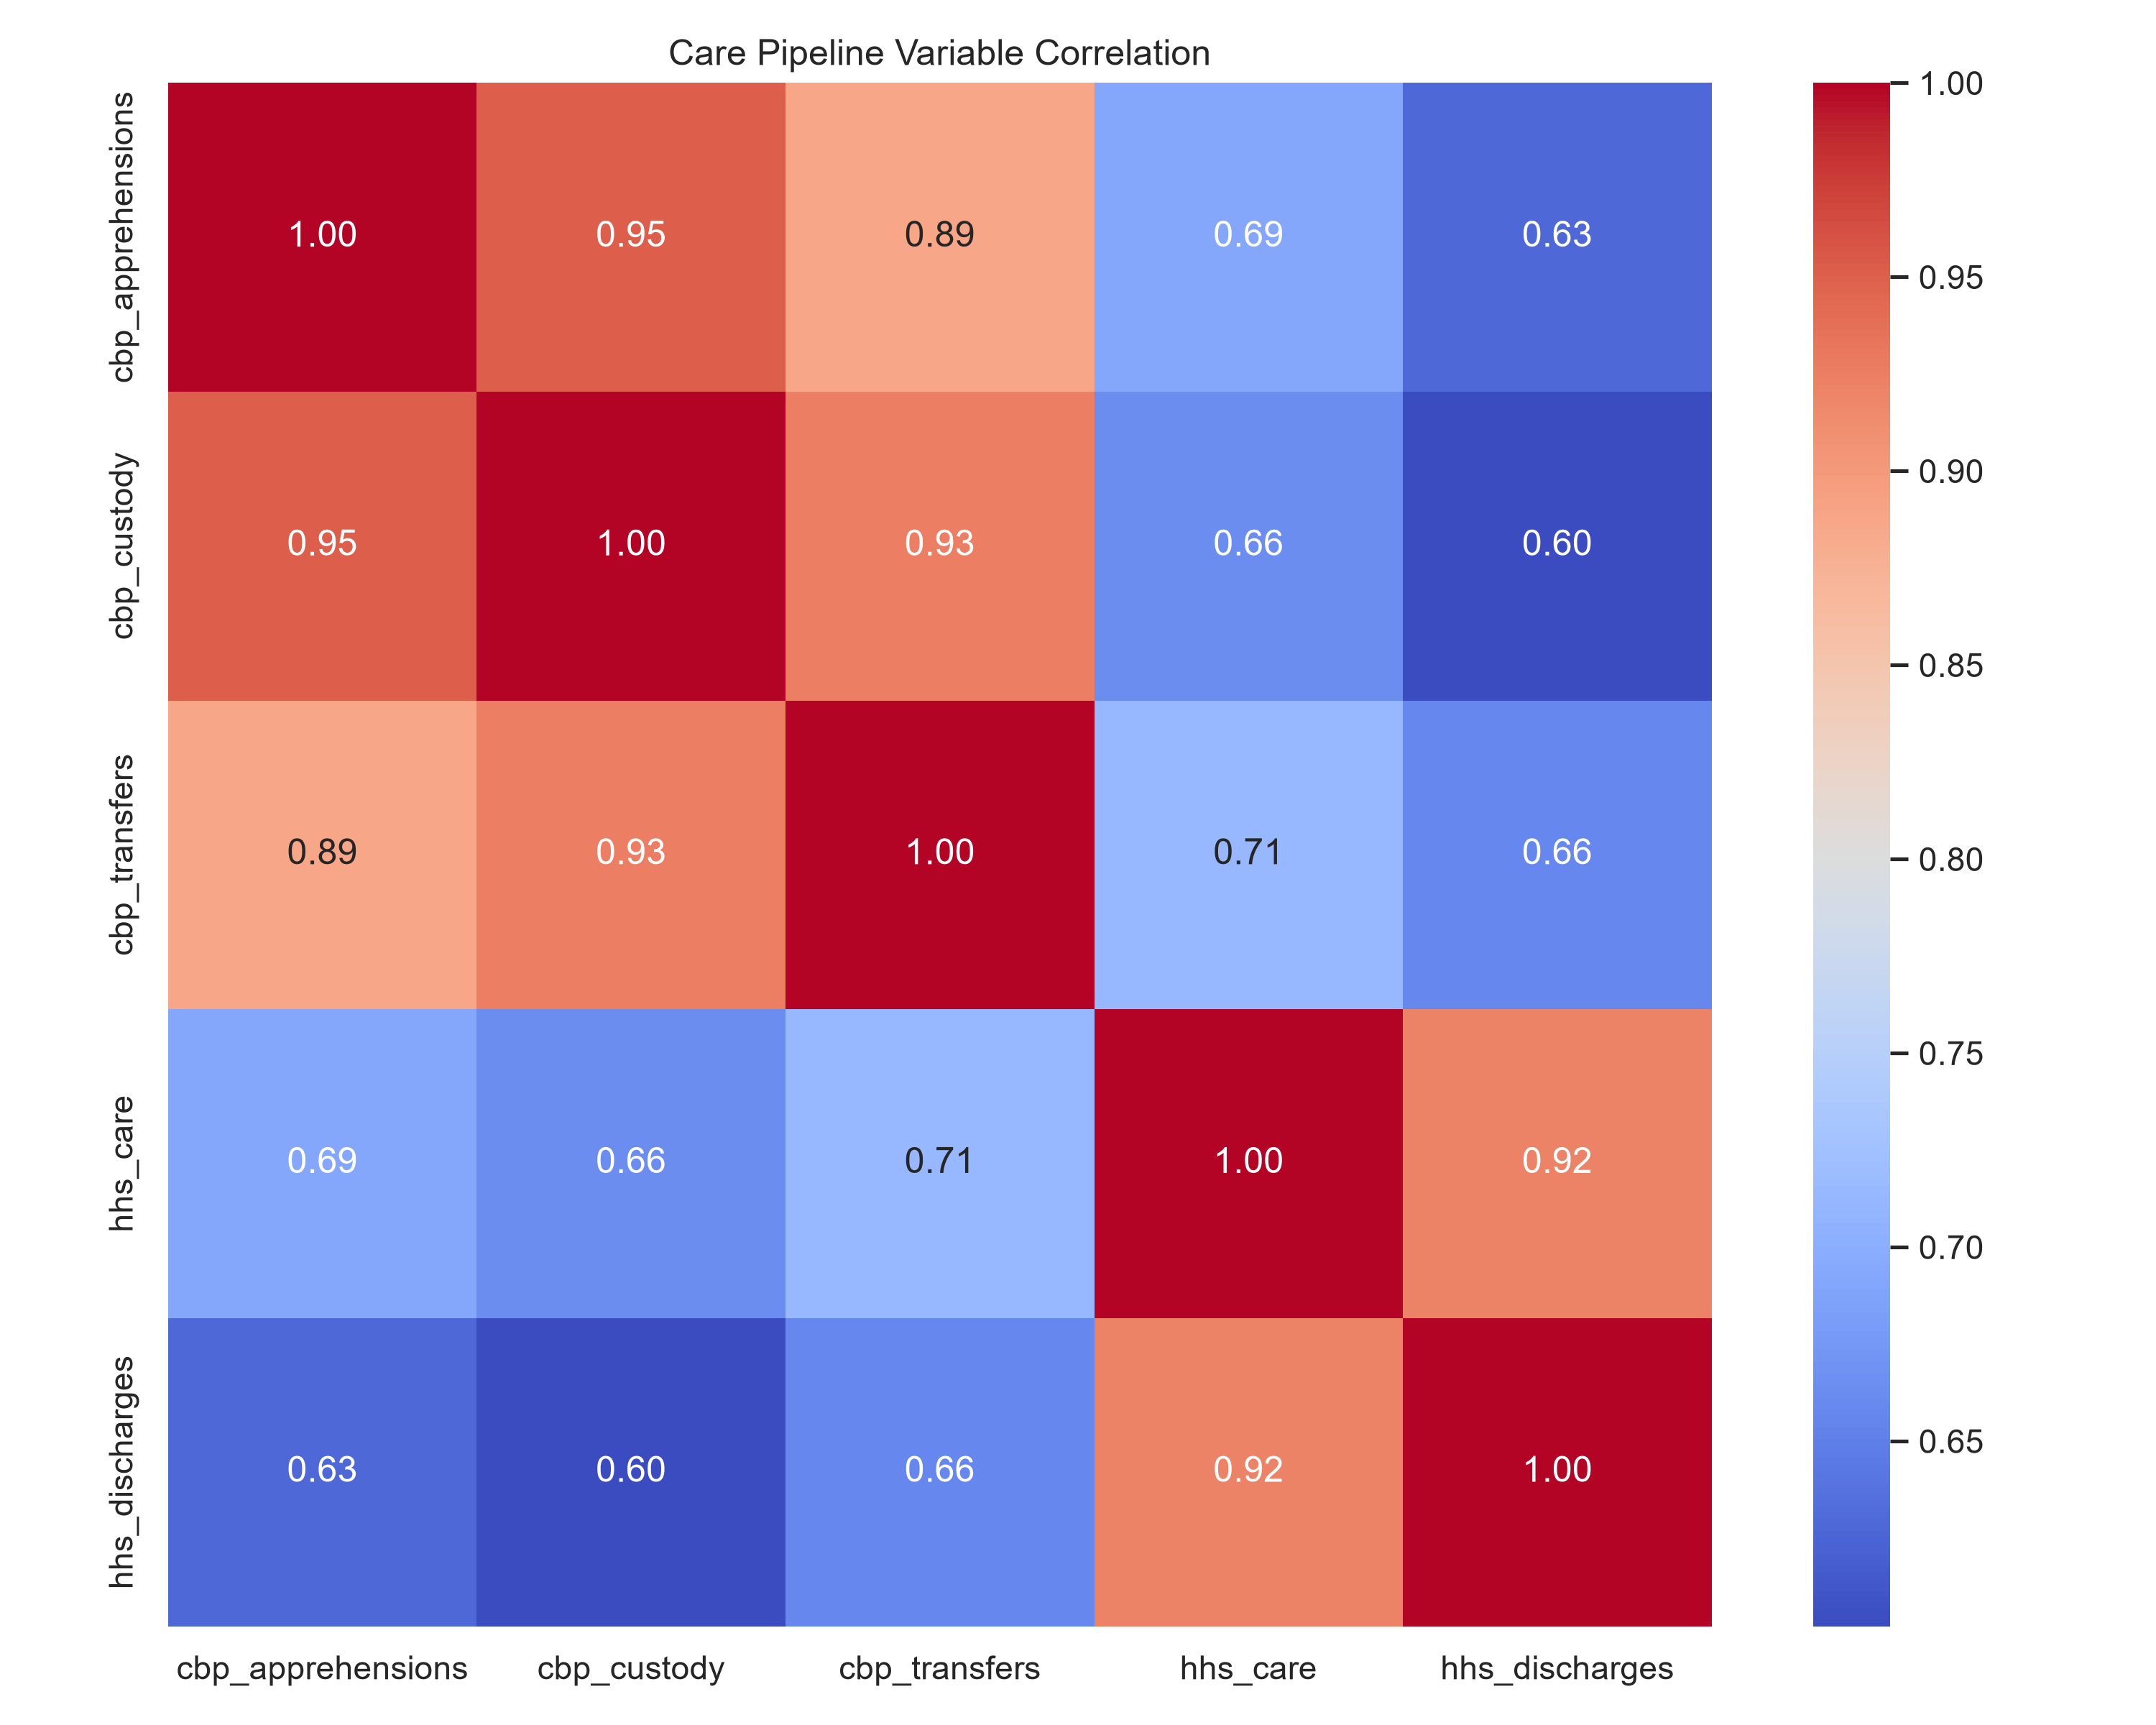 Care Pipeline Variable Correlation
cbp_apprehensions
1.00 0.95 0.89 0.69 0.63
cbp_custody
0.95 1.00 0.93 0.66 0.60
cbp_transfers
0.89 0.93 1.00 0.71 0.66
hhs_care
0.69 0.66 0.71 1.00 0.92
hhs_discharges
0.63 0.60 0.66 0.92 1.00
cbp_apprehensions cbp_custody cbp_transfers hhs_care hhs_discharges
1.00
0.95
0.90
0.85
0.80
0.75
0.70
0.65